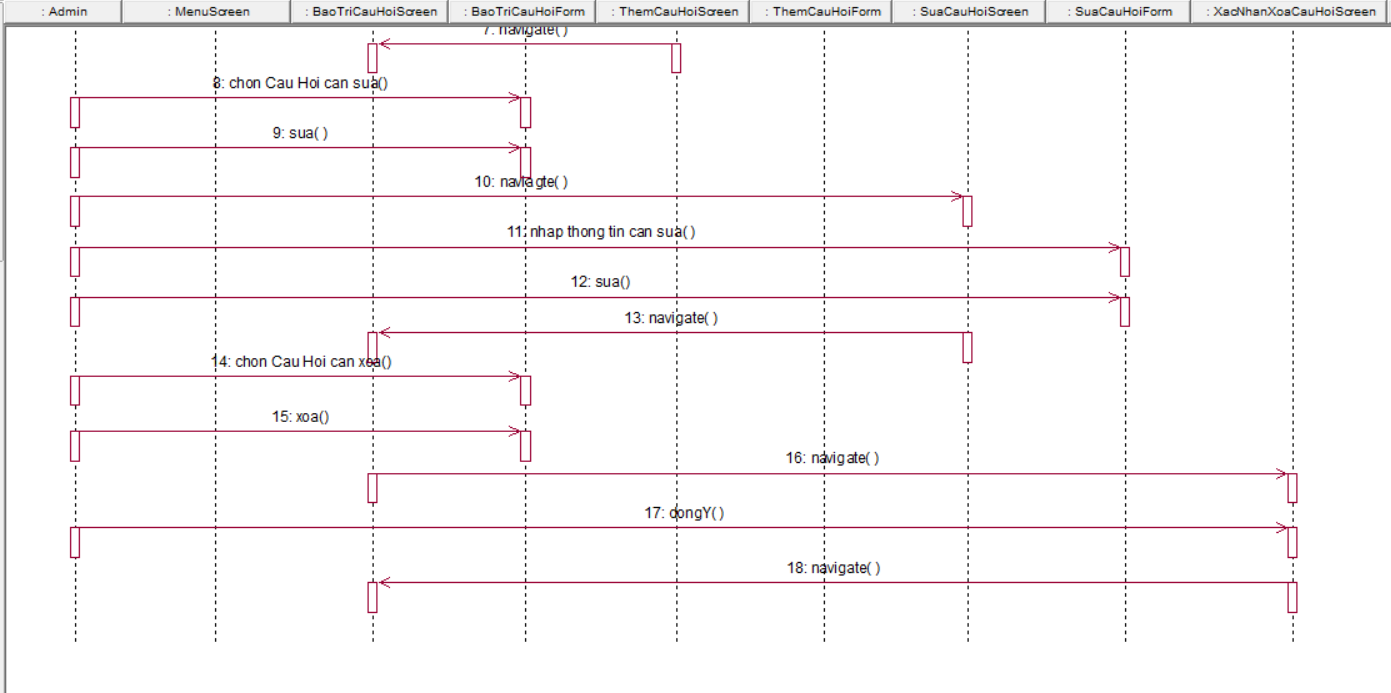 : Admin
: MenuScreen
: BaoTriCauHoiScreen
: BaoTriCauHoiForm
: ThemCauHoiScreen
: ThemCauHoiForm
: SuaCauHoiScreen
: SuaCauHoiForm
: XacNhanXoaCauHoiScreen
7: navigate( )
8: chon Cau Hoi can sua()
9: sua( )
10: naviagte( )
11: nhap thong tin can sua( )
12: sua()
13: navigate( )
14: chon Cau Hoi can xoa()
15: xoa()
16: navigate( )
17: dongY( )
18: navigate( )